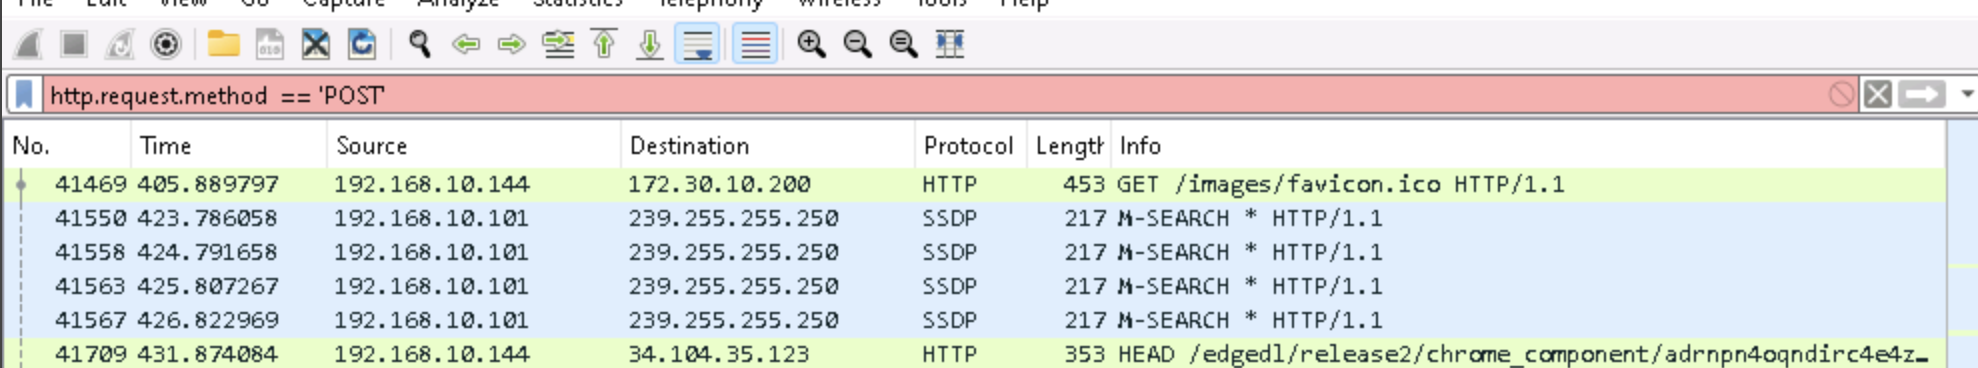 File Edit View Go Capture Analyze Statistics Telephony Wireless Tools Help
http.request.method == 'POST'
No. Time Source Destination Protocol Length Info
41469 405.889797 192.168.10.144 172.30.10.200 HTTP 453 GET /images/favicon.ico HTTP/1.1
41550 423.786058 192.168.10.101 239.255.255.250 SSDP 217 M-SEARCH * HTTP/1.1
41558 424.791658 192.168.10.101 239.255.255.250 SSDP 217 M-SEARCH * HTTP/1.1
41563 425.807267 192.168.10.101 239.255.255.250 SSDP 217 M-SEARCH * HTTP/1.1
41567 426.822969 192.168.10.101 239.255.255.250 SSDP 217 M-SEARCH * HTTP/1.1
41709 431.874084 192.168.10.144 34.104.35.123 HTTP 353 HEAD /edgedl/release2/chrome_component/adrnpn4oqndirc4e4z…